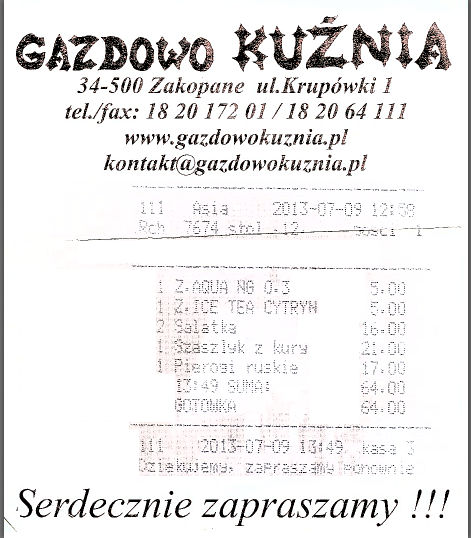 GAZDOWO KUŹNIA
34-500 Zakopane ul.Krupówki 1
tel./fax: 18 20 172 01 / 18 20 64 111
www.gazdowokuznia.pl
kontakt@gazdowokuznia.pl
111 Asia 2013-07-09 12:58
Rch 7674 stol 12 Gości 1
1 Z.AQUA NG 0.3 5.00
1 Z.ICE TEA CYTRYN 5.00
2 Salatka 16.00
1 Szaszlyk z kury 21.00
1 Pierogi ruskie 17.00
13:49 SUMA: 64.00
GOTOWKA 64.00
111 2013-07-09 13:49 kasa 3
Dziekujemy, zapraszamy ponownie
Serdecznie zapraszamy !!!